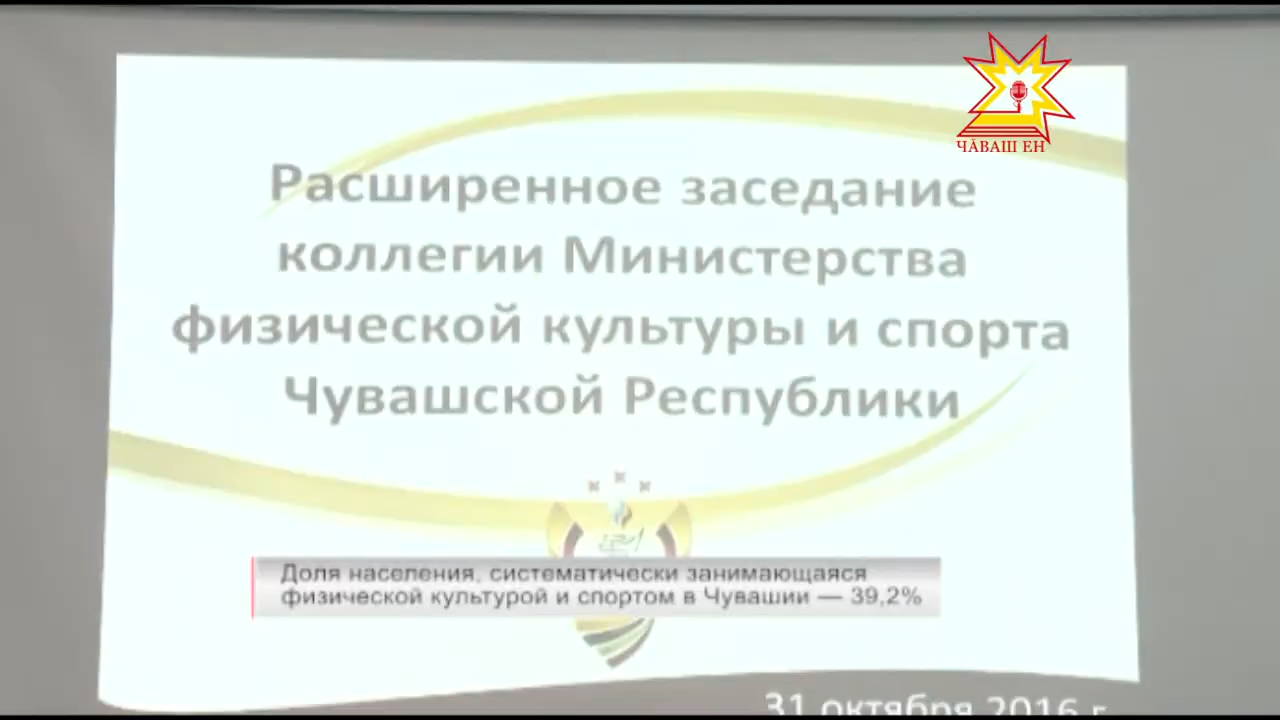 ЧӐВАШ ЕН
Расширенное заседание
коллегии Министерства
физической культуры и спорта
Чувашской Республики
Доля населения, систематически занимающаяся
физической культурой и спортом в Чувашии — 39,2%
31 октября 2016 г.